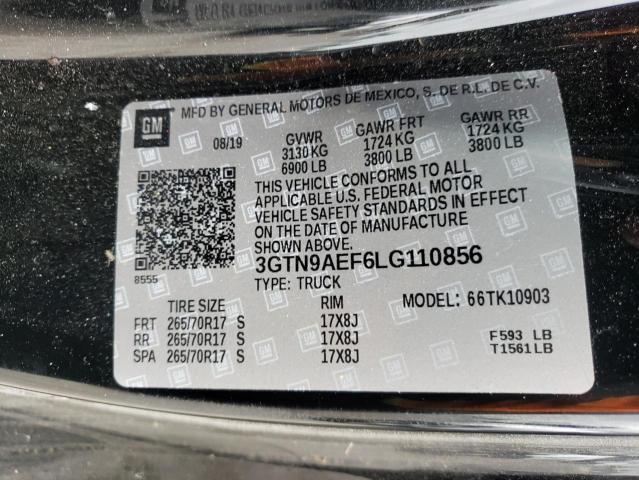 GM
MFD BY GENERAL MOTORS DE MEXICO, S. DE R.L. DE C.V.
08/19 GVWR GAWR FRT GAWR RR
3130 KG 1724 KG 1724 KG
6900 LB 3800 LB 3800 LB
THIS VEHICLE CONFORMS TO ALL
APPLICABLE U.S. FEDERAL MOTOR
VEHICLE SAFETY STANDARDS IN EFFECT
ON THE DATE OF MANUFACTURE
SHOWN ABOVE.
8555 3GTN9AEF6LG110856
TYPE: TRUCK MODEL: 66TK10903
TIRE SIZE RIM
FRT 265/70R17 S 17X8J
RR 265/70R17 S 17X8J F593 LB
SPA 265/70R17 S 17X8J T1561LB